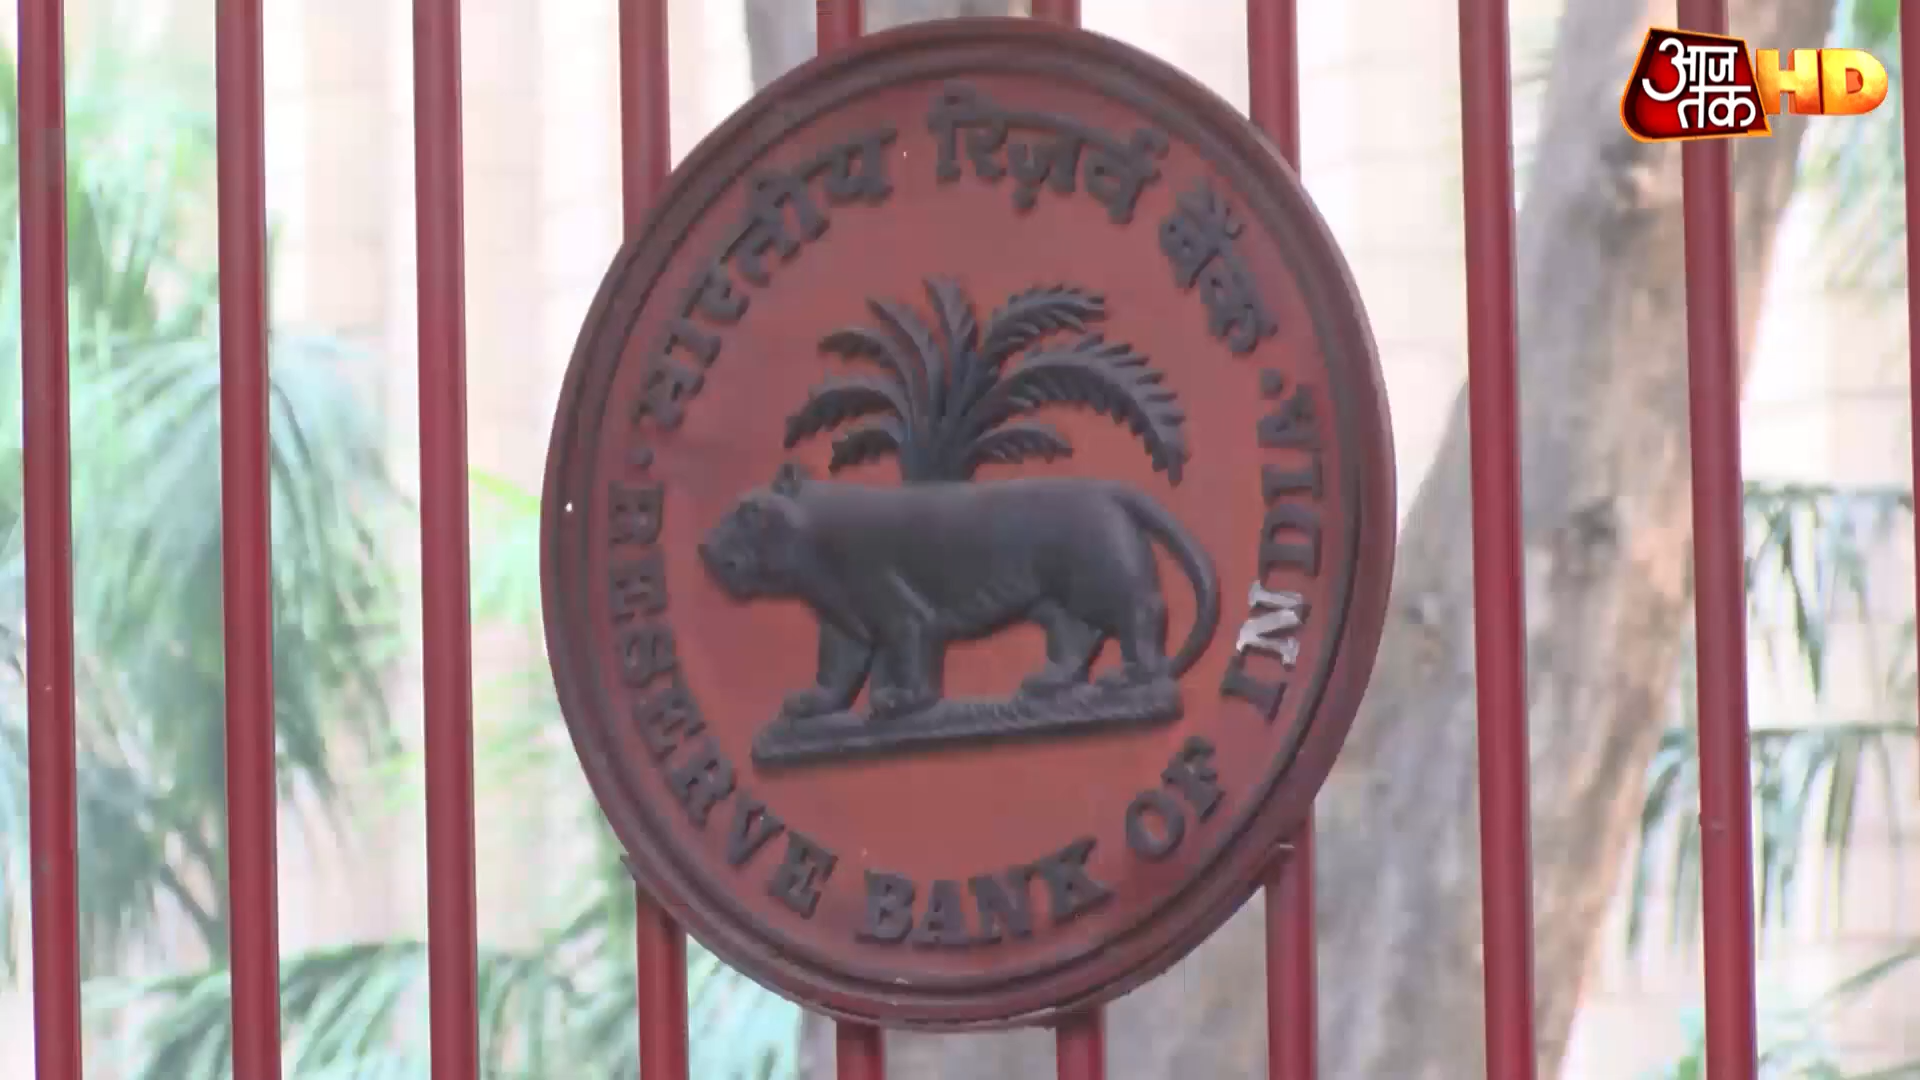 भारतीय रिज़र्व बैंक
RESERVE BANK OF INDIA
आज तक HD